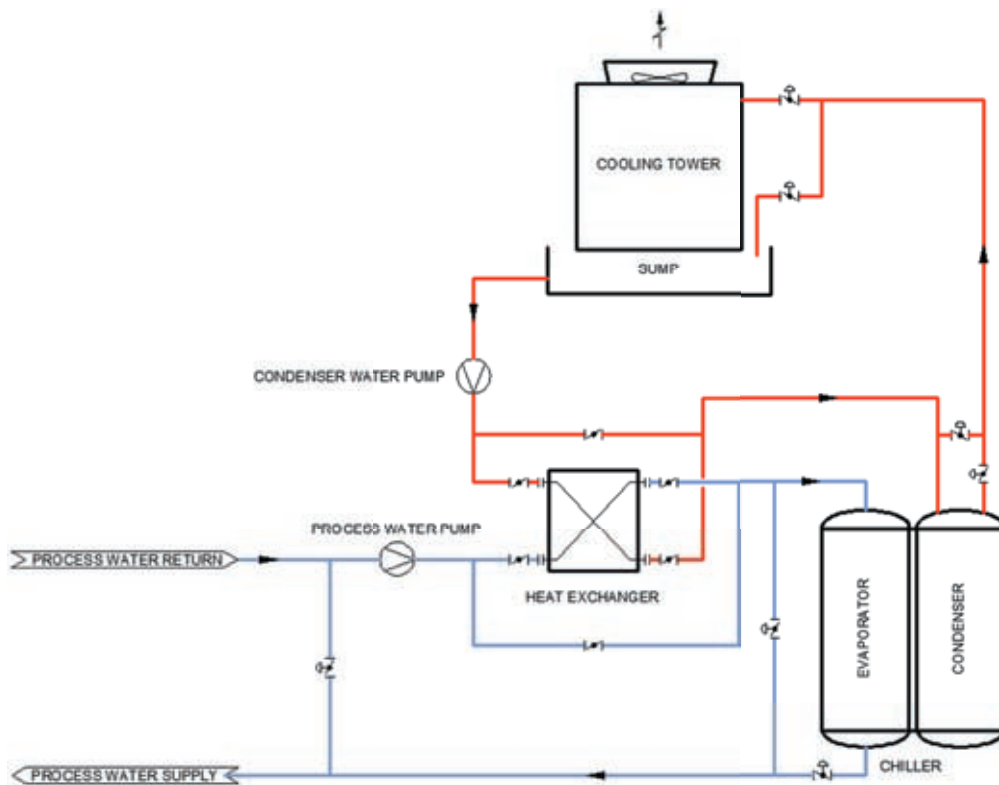 COOLING TOWER
SUMP
CONDENSER WATER PUMP
PROCESS WATER PUMP
PROCESS WATER RETURN
HEAT EXCHANGER
EVAPORATOR
CONDENSER
CHILLER
PROCESS WATER SUPPLY